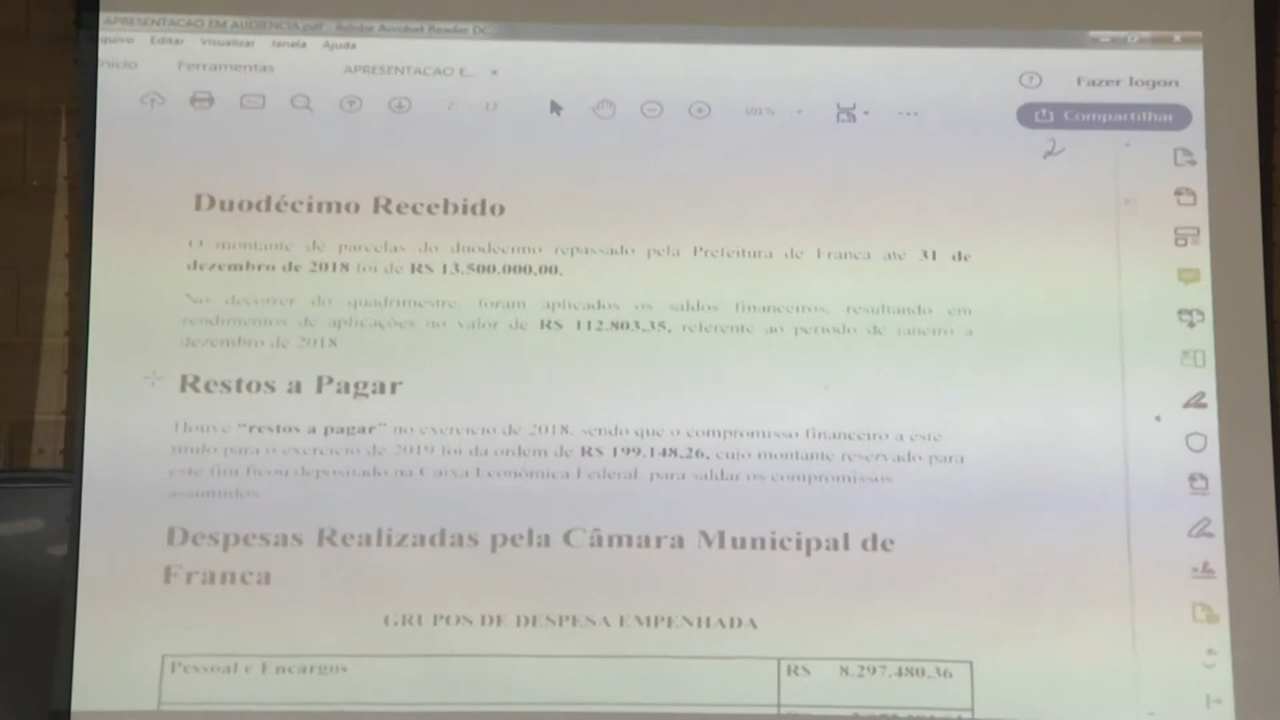 APRESENTACAO EM AUDIENCIA.pdf - Adobe Acrobat Reader DC
Editar Visualizar Janela Ajuda
Ferramentas APRESENTACAO E... ×
? Fazer logon
2 13 101% ...
Compartilhar
2
Duodécimo Recebido
O montante de parcelas do duodécimo repassado pela Prefeitura de Franca até 31 de
dezembro de 2018 foi de R$ 13.500.000,00.
No decorrer do quadrimestre, foram aplicados os saldos financeiros, resultando em
rendimentos de aplicações no valor de R$ 112.803,35, referente ao período de janeiro a
dezembro de 2018
Restos a Pagar
Houve "restos a pagar" no exercício de 2018, sendo que o compromisso financeiro a este
título para o exercício de 2019 foi da ordem de R$ 199.148,26, cujo montante reservado para
este fim ficou depositado na Caixa Econômica Federal, para saldar os compromissos
assumidos
Despesas Realizadas pela Câmara Municipal de
Franca
GRUPOS DE DESPESA EMPENHADA
Pessoal e Encargos R$ 8.297.480,36